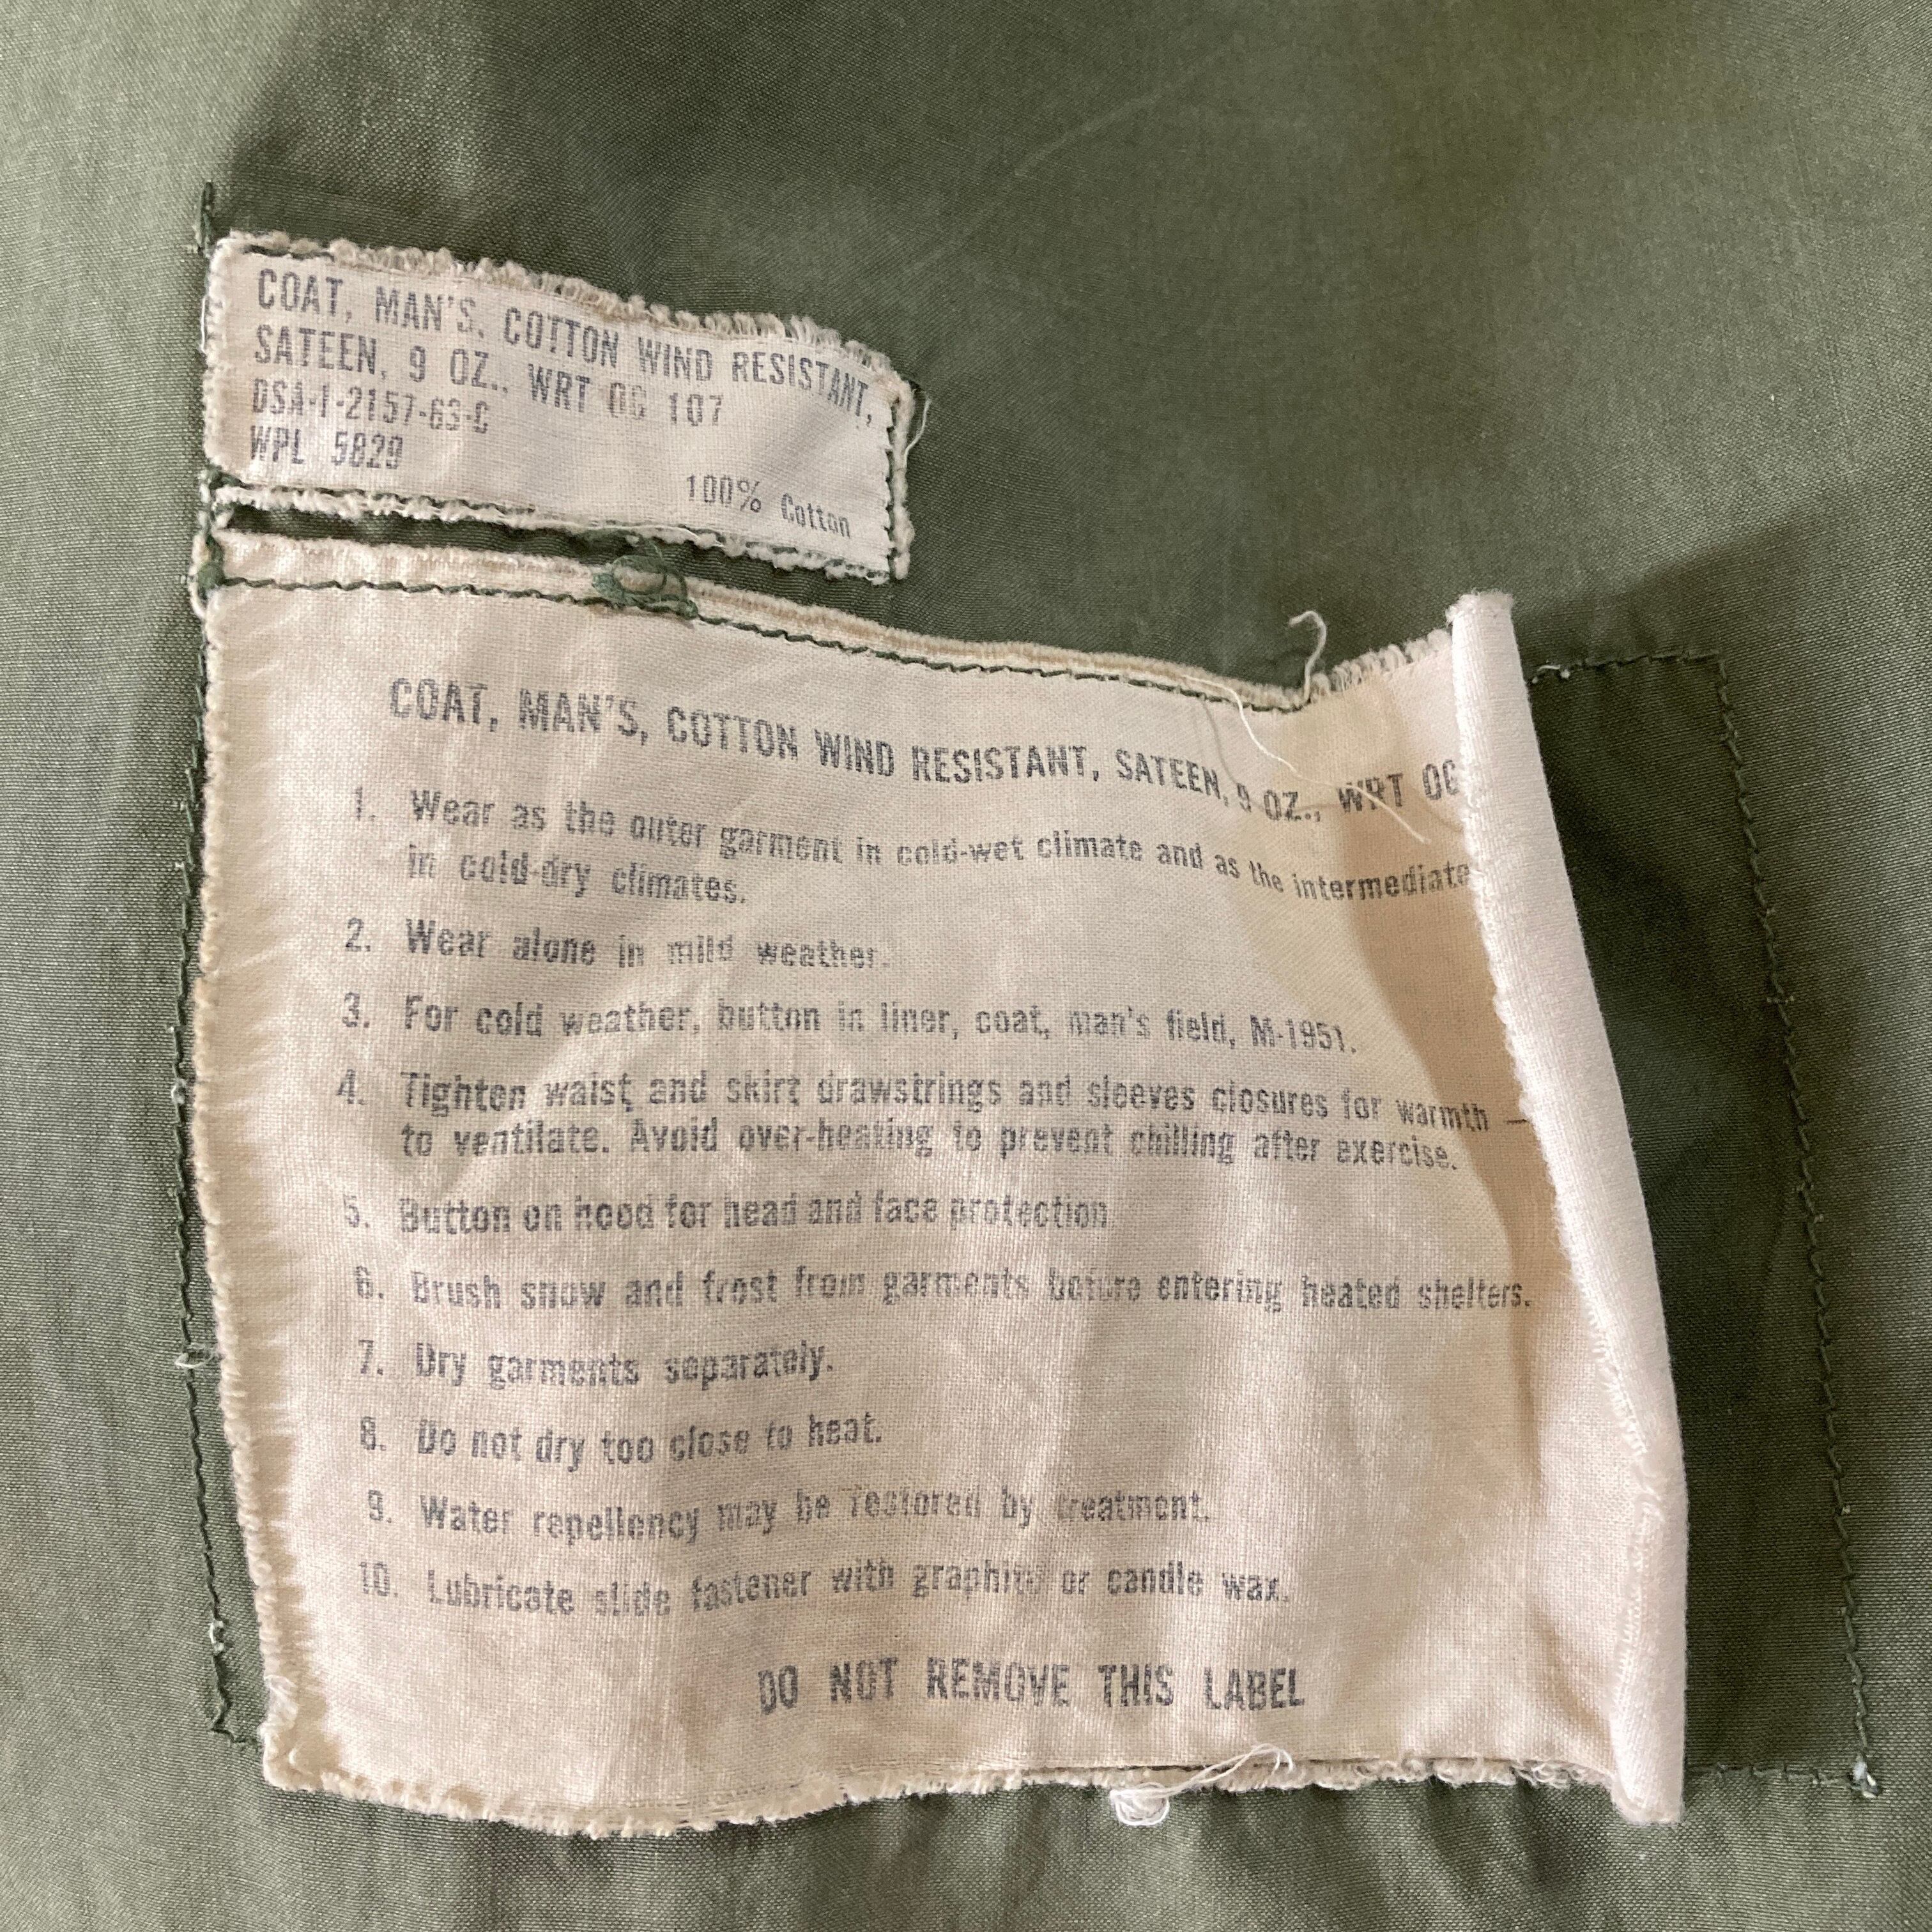 COAT, MAN'S, COTTON WIND RESISTANT,
SATEEN, 9 OZ., WRT OG 107
DSA-1-2157-63-C
WPL 5829
100% Cotton
COAT, MAN'S, COTTON WIND RESISTANT, SATEEN, 9 OZ., WRT OG
1. Wear as the outer garment in cold-wet climate and as the intermediate
in cold-dry climates.
2. Wear alone in mild weather.
3. For cold weather, button in liner, coat, man's field, M-1951.
4. Tighten waist and skirt drawstrings and sleeves closures for warmth —
to ventilate. Avoid over-heating to prevent chilling after exercise.
5. Button on hood for head and face protection
6. Brush snow and frost from garments before entering heated shelters.
7. Dry garments separately.
8. Do not dry too close to heat.
9. Water repellency may be restored by treatment.
10. Lubricate slide fastener with graphite or candle wax.
DO NOT REMOVE THIS LABEL